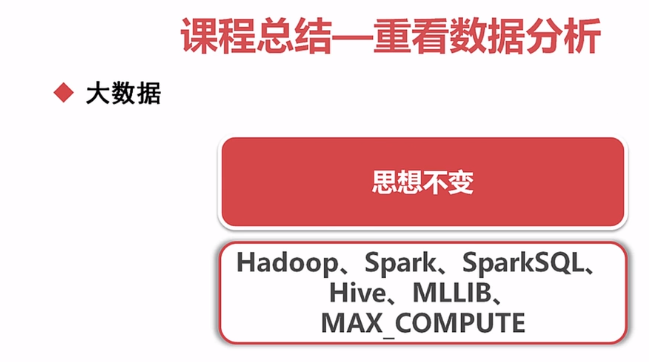 课程总结—重看数据分析
大数据
思想不变
Hadoop、Spark、SparkSQL、
Hive、MLLIB、
MAX_COMPUTE